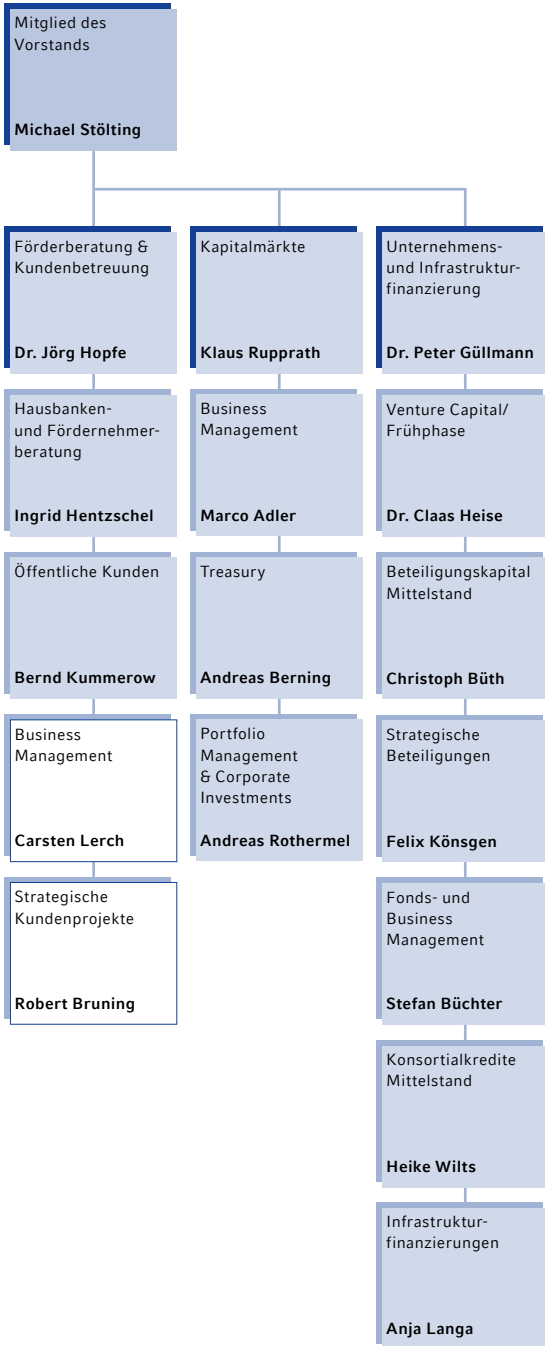 Mitglied des
Vorstands
Michael Stölting
Förderberatung &
Kundenbetreuung
Dr. Jörg Hopfe
Hausbanken-
und Fördernehmer-
beratung
Ingrid Hentzschel
Öffentliche Kunden
Bernd Kummerow
Business
Management
Carsten Lerch
Strategische
Kundenprojekte
Robert Bruning
Kapitalmärkte
Klaus Rupprath
Business
Management
Marco Adler
Treasury
Andreas Berning
Portfolio
Management
& Corporate
Investments
Andreas Rothermel
Unternehmens-
und Infrastruktur-
finanzierung
Dr. Peter Güllmann
Venture Capital/
Frühphase
Dr. Claas Heise
Beteiligungskapital
Mittelstand
Christoph Büth
Strategische
Beteiligungen
Felix Könsgen
Fonds- und
Business
Management
Stefan Büchter
Konsortialkredite
Mittelstand
Heike Wilts
Infrastruktur-
finanzierungen
Anja Langa